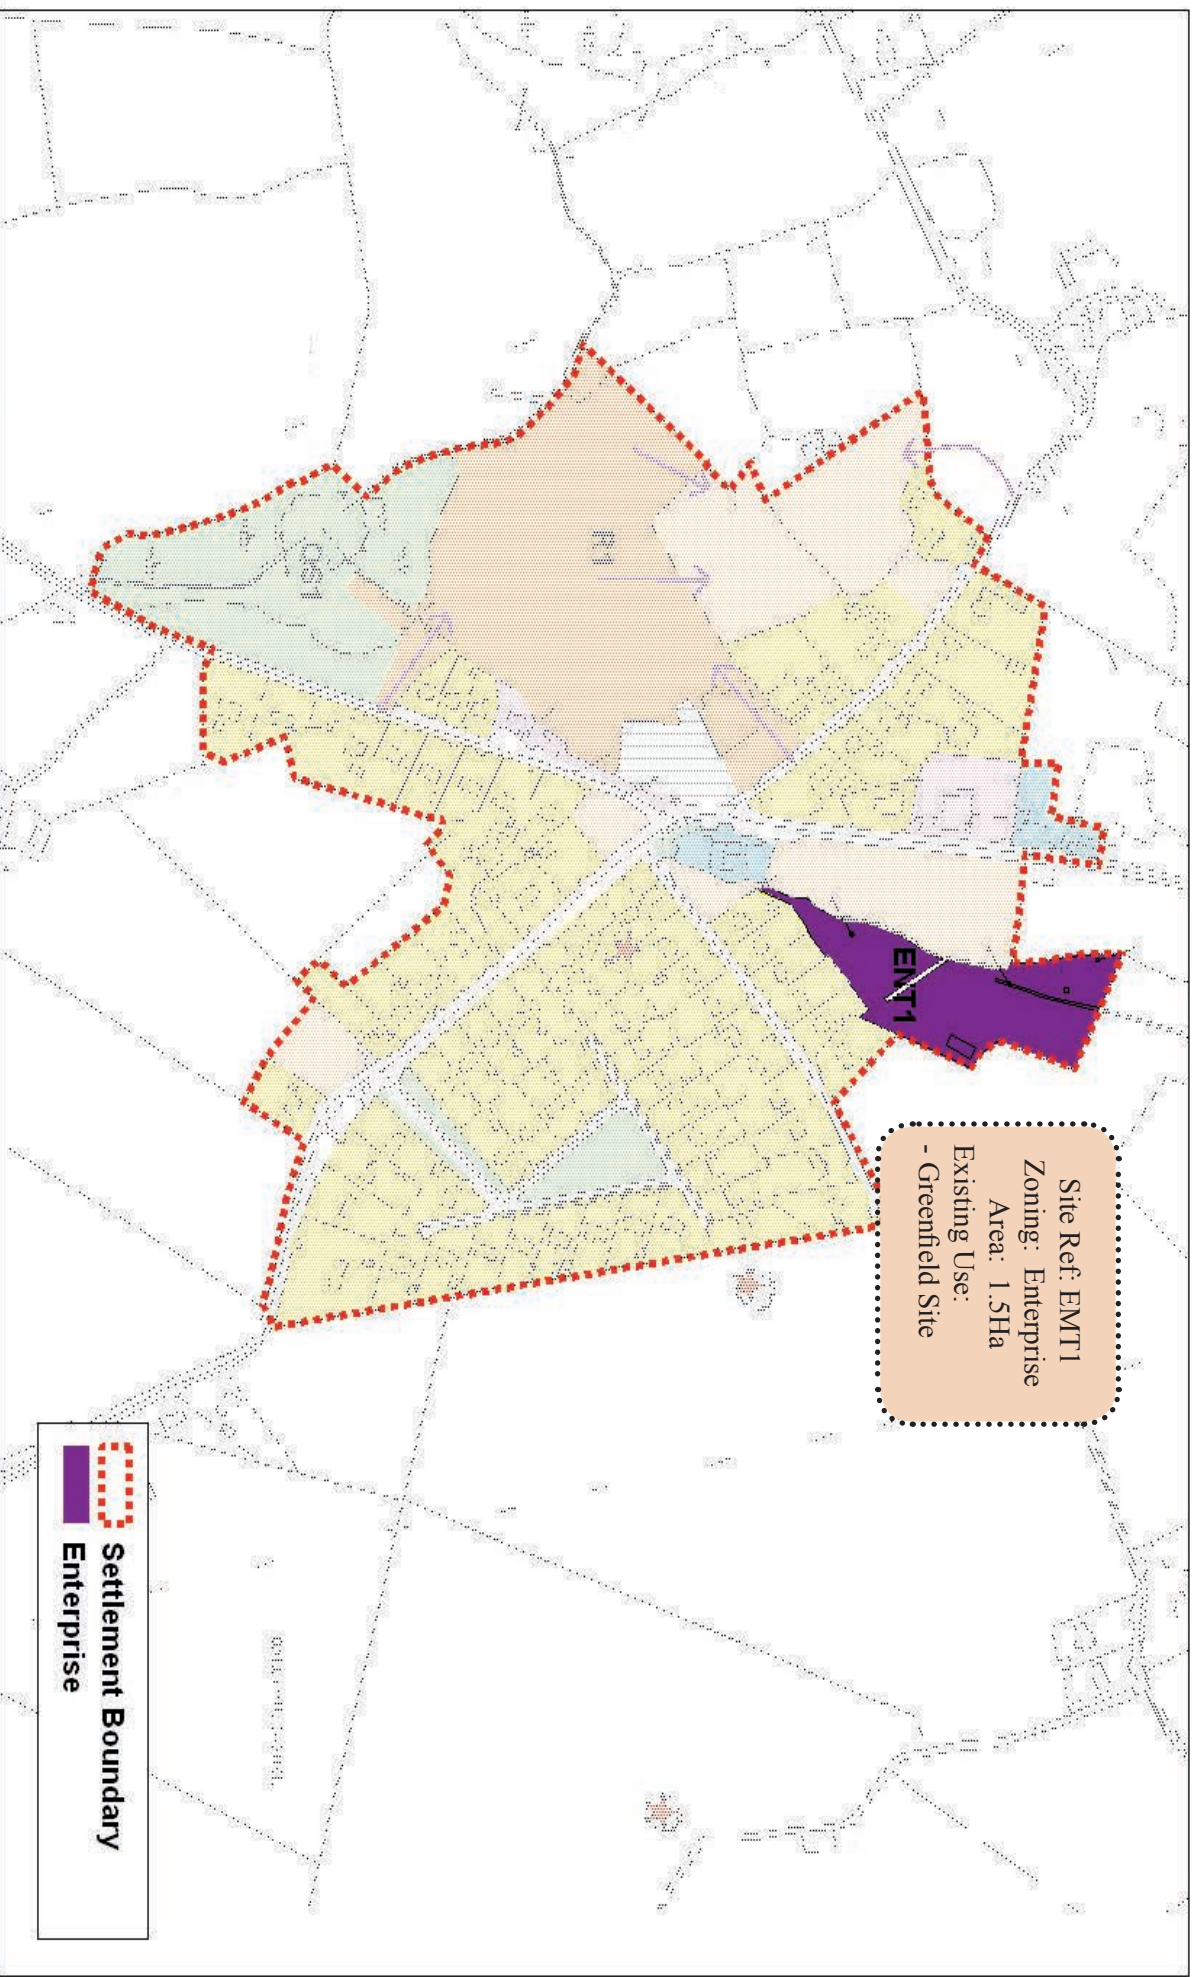 Site Ref: EMT1
Zoning: Enterprise
Area: 1.5Ha
Existing Use:
- Greenfield Site
ENT1
Settlement Boundary
Enterprise